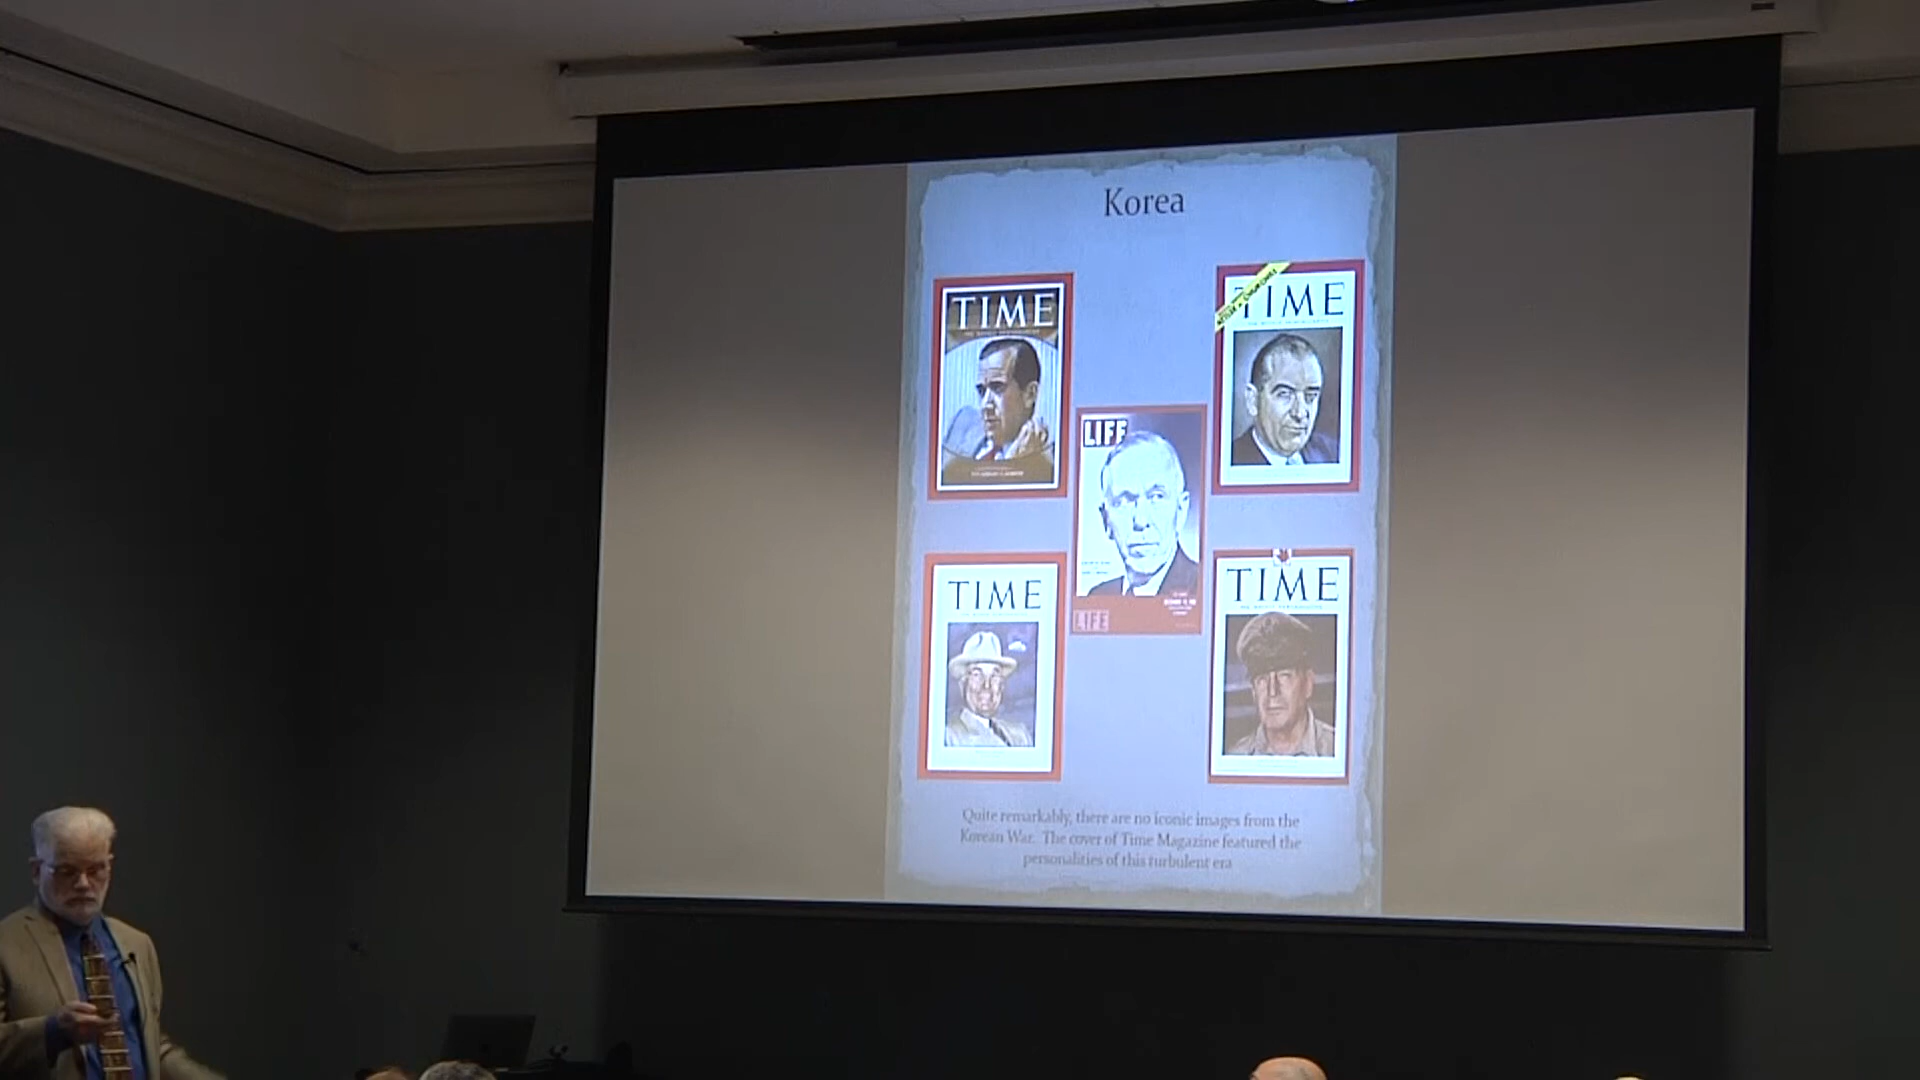 Korea
TIME
TIME
LIFE
TIME
LIFE
TIME
Quite remarkably, there are no iconic images from the
Korean War. The cover of Time Magazine featured the
personalities of this turbulent era